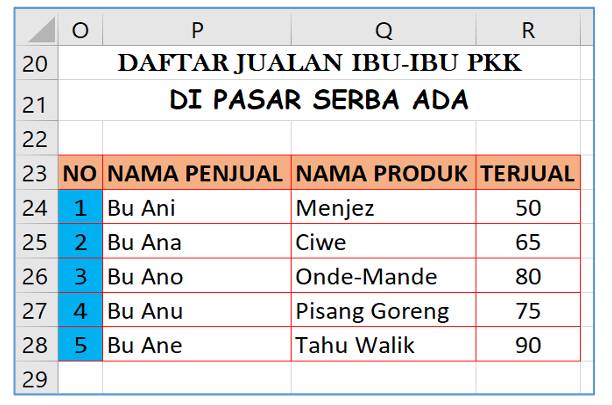 O P Q R
20 DAFTAR JUALAN IBU-IBU PKK
21 DI PASAR SERBA ADA
22
23 NO NAMA PENJUAL NAMA PRODUK TERJUAL
24 1 Bu Ani Menjez 50
25 2 Bu Ana Ciwe 65
26 3 Bu Ano Onde-Mande 80
27 4 Bu Anu Pisang Goreng 75
28 5 Bu Ane Tahu Walik 90
29